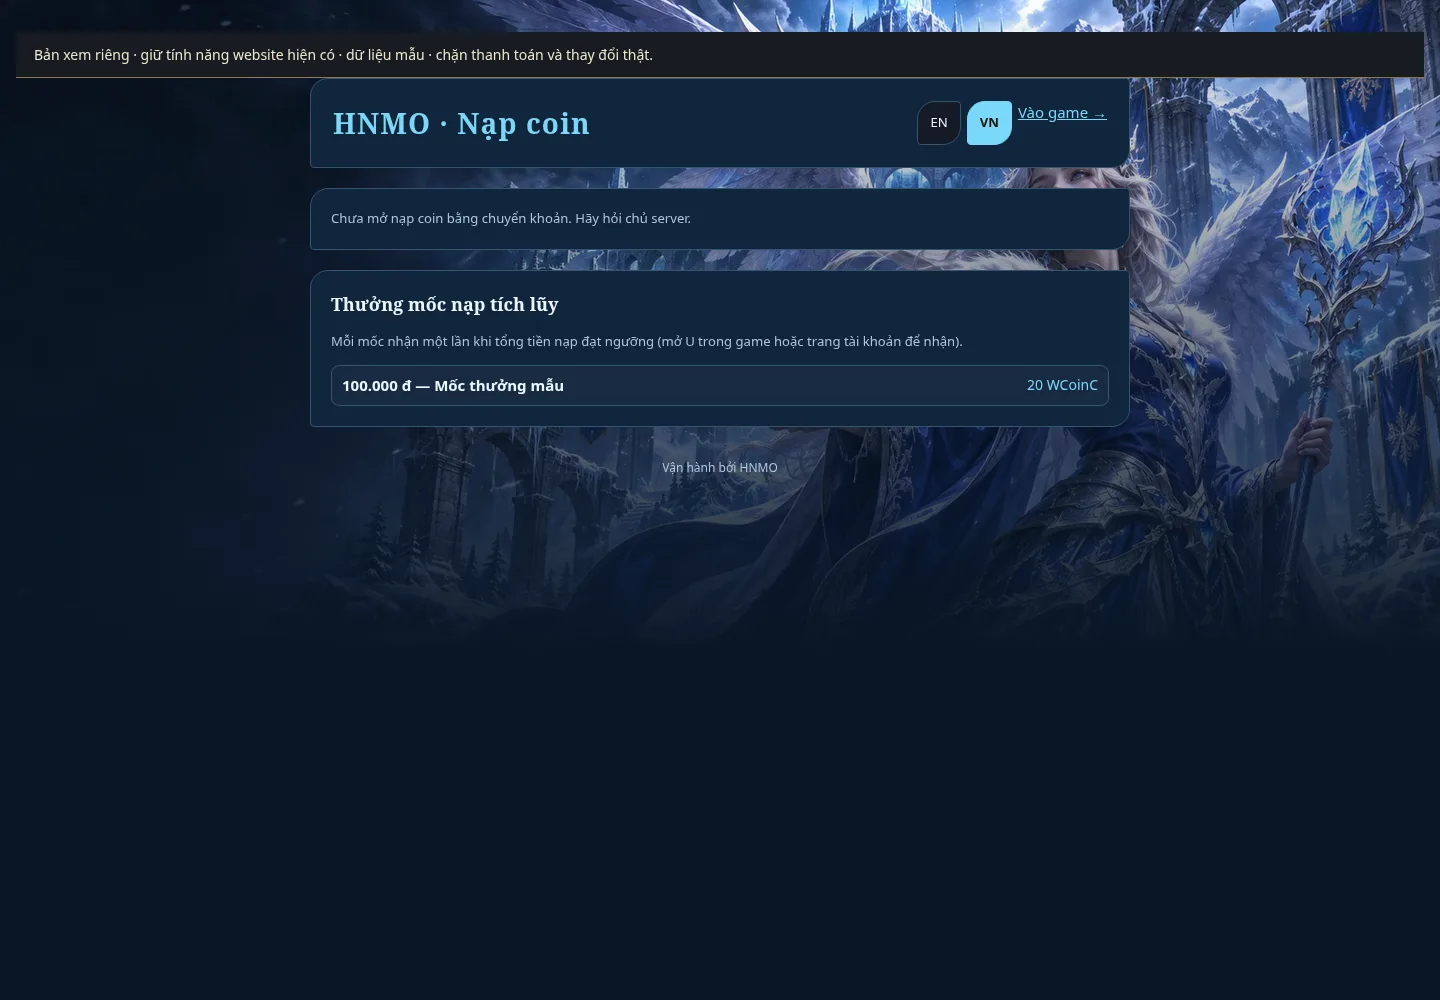 Bản xem riêng · giữ tính năng website hiện có · dữ liệu mẫu · chặn thanh toán và thay đổi thật.
HNMO · Nạp coin
EN
VN
Vào game →
Chưa mở nạp coin bằng chuyển khoản. Hãy hỏi chủ server.
Thưởng mốc nạp tích lũy
Mỗi mốc nhận một lần khi tổng tiền nạp đạt ngưỡng (mở U trong game hoặc trang tài khoản để nhận).
100.000 đ — Mốc thưởng mẫu
20 WCoinC
Vận hành bởi HNMO